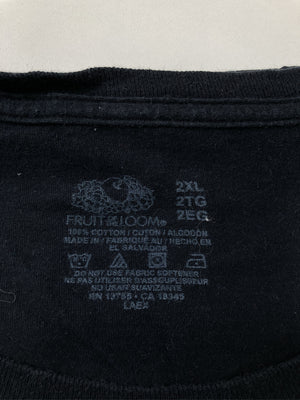 2XL
2TG
2EG
FRUIT OF THE LOOM®
100% COTTON / COTON / ALGODÓN
MADE IN / FABRIQUÉ AU / HECHO EN
EL SALVADOR
DO NOT USE FABRIC SOFTENER
NE PAS UTILISER D'ASSOUPLISSEUR
NO USAR SUAVIZANTE
RN 13765 • CA 18345
LAEX